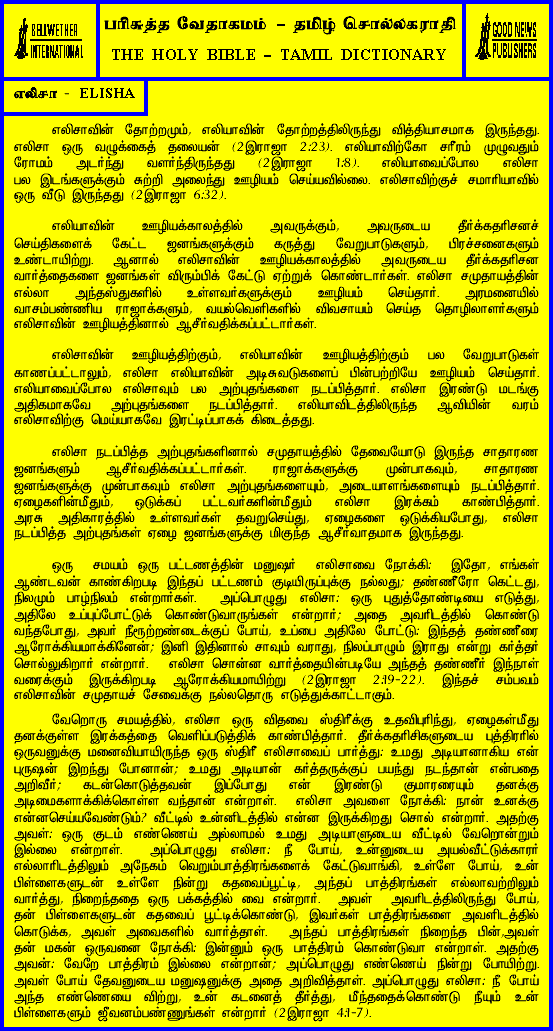 BELLWETHER
INTERNATIONAL
பரிசுத்த வேதாகமம் – தமிழ் சொல்லகராதி
THE HOLY BIBLE – TAMIL DICTIONARY
GOOD NEWS
PUBLISHERS
எலிசா - ELISHA
எலிசாவின் தோற்றமும், எலியாவின் தோற்றத்திலிருந்து வித்தியாசமாக இருந்தது.
எலிசா ஒரு வழுக்கைத் தலையன் (2இராஜா 2:23). எலியாவிற்கோ சரீரம் முழுவதும்
ரோமம் அடர்ந்து வளர்ந்திருந்தது (2இராஜா 1:8). எலியாவைப்போல எலிசா
பல இடங்களுக்கும் சுற்றி அலைந்து ஊழியம் செய்யவில்லை. எலிசாவிற்குச் சமாரியாவில்
ஒரு வீடு இருந்தது (2இராஜா 6:32).
எலியாவின் ஊழியக்காலத்தில் அவருக்கும், அவருடைய தீர்க்கதரிசனச்
செய்திகளைக் கேட்ட ஜனங்களுக்கும் கருத்து வேறுபாடுகளும், பிரச்சனைகளும்
உண்டாயிற்று. ஆனால் எலிசாவின் ஊழியக்காலத்தில் அவருடைய தீர்க்கதரிசன
வார்த்தைகளை ஜனங்கள் விரும்பிக் கேட்டு ஏற்றுக் கொண்டார்கள். எலிசா சமுதாயத்தின்
எல்லா அந்தஸ்துகளில் உள்ளவர்களுக்கும் ஊழியம் செய்தார். அரமனையில்
வாசம்பண்ணிய ராஜாக்களும், வயல்வெளிகளில் விவசாயம் செய்த தொழிலாளர்களும்
எலிசாவின் ஊழியத்தினால் ஆசீர்வதிக்கப்பட்டார்கள்.
எலிசாவின் ஊழியத்திற்கும், எலியாவின் ஊழியத்திற்கும் பல வேறுபாடுகள்
காணப்பட்டாலும், எலிசா எலியாவின் அடிசுவடுகளைப் பின்பற்றியே ஊழியம் செய்தார்.
எலியாவைப்போல எலிசாவும் பல அற்புதங்களை நடப்பித்தார். எலிசா இரண்டு மடங்கு
அதிகமாகவே அற்புதங்களை நடப்பித்தார். எலியாவிடத்திலிருந்த ஆவியின் வரம்
எலிசாவிற்கு மெய்யாகவே இரட்டிப்பாகக் கிடைத்தது.
எலிசா நடப்பித்த அற்புதங்களினால் சமுதாயத்தில் தேவையோடு இருந்த சாதாரண
ஜனங்களும் ஆசீர்வதிக்கப்பட்டார்கள். ராஜாக்களுக்கு முன்பாகவும், சாதாரண
ஜனங்களுக்கு முன்பாகவும் எலிசா அற்புதங்களையும், அடையாளங்களையும் நடப்பித்தார்.
ஏழைகளின்மீதும், ஒடுக்கப் பட்டவர்களின்மீதும் எலிசா இரக்கம் காண்பித்தார்.
அரசு அதிகாரத்தில் உள்ளவர்கள் தவறுசெய்து, ஏழைகளை ஒடுக்கியபோது, எலிசா
நடப்பித்த அற்புதங்கள் ஏழை ஜனங்களுக்கு மிகுந்த ஆசீர்வாதமாக இருந்தது.
ஒரு சமயம் ஒரு பட்டணத்தின் மனுஷர் எலிசாவை நோக்கி: இதோ, எங்கள்
ஆண்டவன் காண்கிறபடி இந்தப் பட்டணம் குடியிருப்புக்கு நல்லது; தண்ணீரோ கெட்டது,
நிலமும் பாழ்நிலம் என்றார்கள். அப்பொழுது எலிசா: ஒரு புதுத்தோண்டியை எடுத்து,
அதிலே உப்புப்போட்டுக் கொண்டுவாருங்கள் என்றார்; அதை அவரிடத்தில் கொண்டு
வந்தபோது, அவர் நீரூற்றண்டைக்குப் போய், உப்பை அதிலே போட்டு: இந்தத் தண்ணீரை
ஆரோக்கியமாக்கினேன்; இனி இதினால் சாவும் வராது, நிலப்பாழும் இராது என்று கர்த்தர்
சொல்லுகிறார் என்றார். எலிசா சொன்ன வார்த்தையின்படியே அந்தத் தண்ணீர் இந்நாள்
வரைக்கும் இருக்கிறபடி ஆரோக்கியமாயிற்று (2இராஜா 2:19-22). இந்தச் சம்பவம்
எலிசாவின் சமுதாயச் சேவைக்கு நல்லதொரு எடுத்துக்காட்டாகும்.
வேறொரு சமயத்தில், எலிசா ஒரு விதவை ஸ்திரீக்கு உதவிபுரிந்து, ஏழைகள்மீது
தனக்குள்ள இரக்கத்தை வெளிப்படுத்திக் காண்பித்தார். தீர்க்கதரிசிகளுடைய புத்திரரில்
ஒருவனுக்கு மனைவியாயிருந்த ஒரு ஸ்திரீ எலிசாவைப் பார்த்து: உமது அடியானாகிய என்
புருஷன் இறந்து போனான்; உமது அடியான் கர்த்தருக்குப் பயந்து நடந்தான் என்பதை
அறிவீர்; கடன்கொடுத்தவன் இப்போது என் இரண்டு குமாரரையும் தனக்கு
அடிமைகளாக்கிக்கொள்ள வந்தான் என்றாள். எலிசா அவளை நோக்கி: நான் உனக்கு
என்னசெய்யவேண்டும்? வீட்டில் உன்னிடத்தில் என்ன இருக்கிறது சொல் என்றார். அதற்கு
அவள்: ஒரு குடம் எண்ணெய் அல்லாமல் உமது அடியாளுடைய வீட்டில் வேறொன்றும்
இல்லை என்றாள். அப்பொழுது எலிசா: நீ போய், உன்னுடைய அயல்வீட்டுக்காரர்
எல்லாரிடத்திலும் அநேகம் வெறும்பாத்திரங்களைக் கேட்டுவாங்கி, உள்ளே போய், உன்
பிள்ளைகளுடன் உள்ளே நின்று கதவைப்பூட்டி, அந்தப் பாத்திரங்கள் எல்லாவற்றிலும்
வார்த்து, நிறைந்ததை ஒரு பக்கத்தில் வை என்றார். அவள் அவரிடத்திலிருந்து போய்,
தன் பிள்ளைகளுடன் கதவைப் பூட்டிக்கொண்டு, இவர்கள் பாத்திரங்களை அவளிடத்தில்
கொடுக்க, அவள் அவைகளில் வார்த்தாள். அந்தப் பாத்திரங்கள் நிறைந்த பின்,அவள்
தன் மகன் ஒருவனை நோக்கி: இன்னும் ஒரு பாத்திரம் கொண்டுவா என்றாள். அதற்கு
அவன்: வேறே பாத்திரம் இல்லை என்றான்; அப்பொழுது எண்ணெய் நின்று போயிற்று.
அவள் போய் தேவனுடைய மனுஷனுக்கு அதை அறிவித்தாள். அப்பொழுது எலிசா: நீ போய்
அந்த எண்ணெயை விற்று, உன் கடனைத் தீர்த்து, மீந்ததைக்கொண்டு நீயும் உன்
பிள்ளைகளும் ஜீவனம்பண்ணுங்கள் என்றார் (2இராஜா 4:1-7).